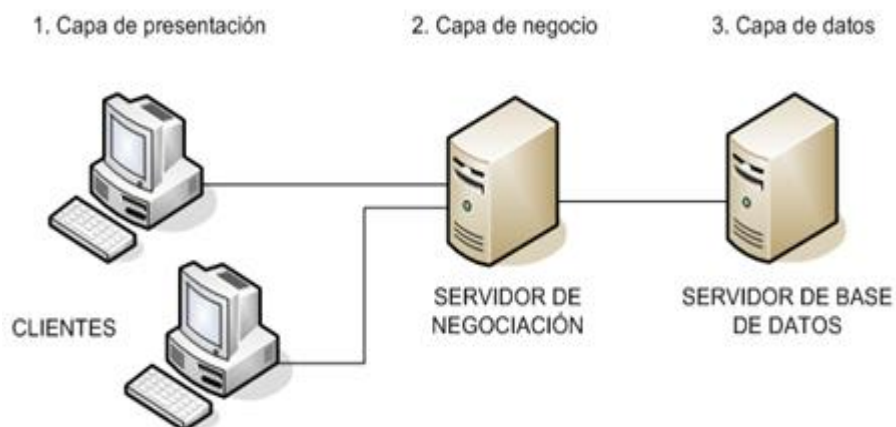 1. Capa de presentación
2. Capa de negocio
3. Capa de datos
CLIENTES
SERVIDOR DE
NEGOCIACIÓN
SERVIDOR DE BASE
DE DATOS